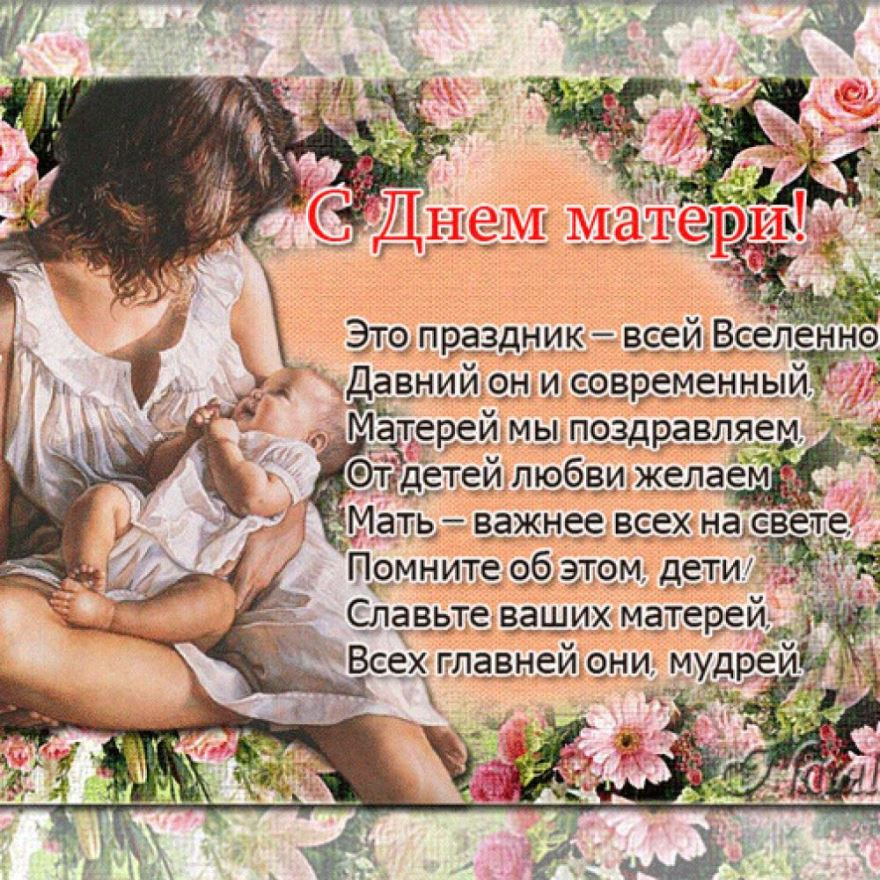 С Днем матери!
Это праздник – всей Вселенно
Давний он и современный,
Матерей мы поздравляем,
От детей любви желаем
Мать – важнее всех на свете,
Помните об этом, дети!
Славьте ваших матерей,
Всех главней они, мудрей.